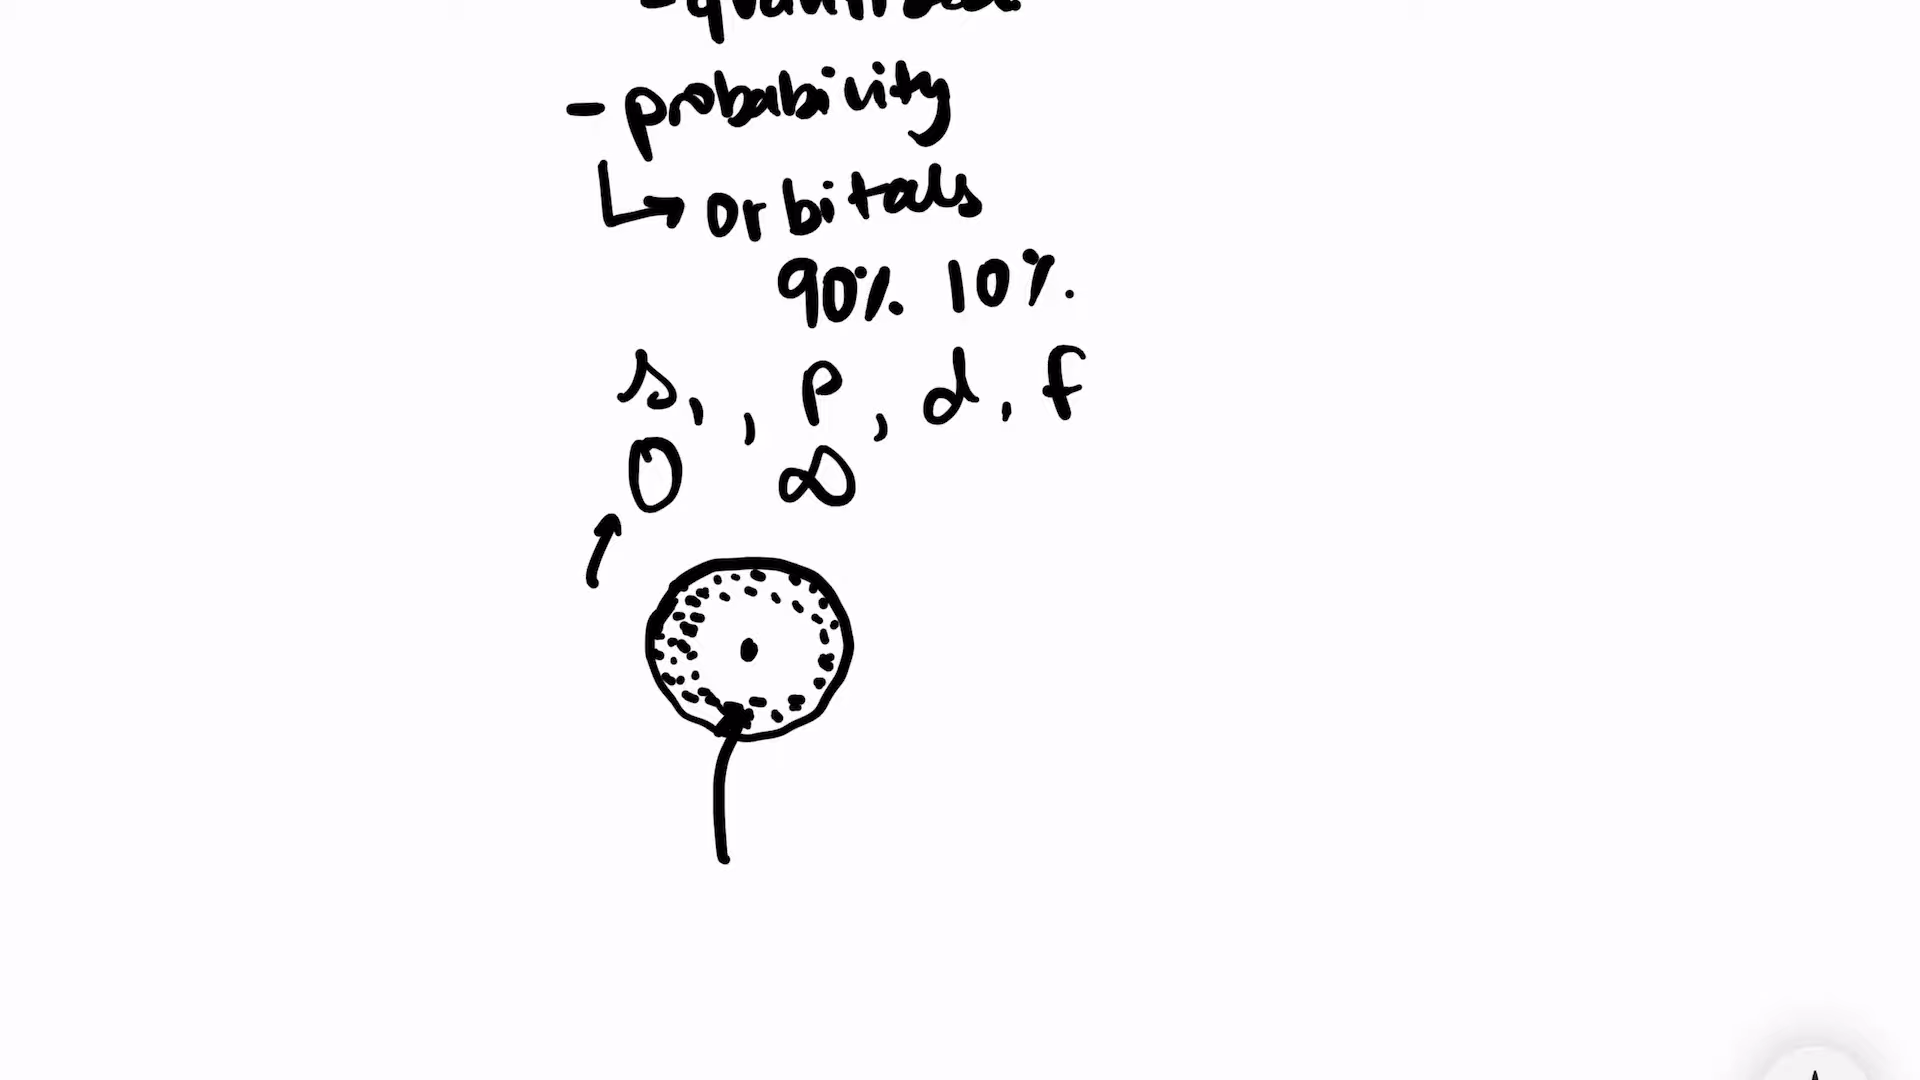 - probability
↳ orbitals
90% 10%.
s, , p, d, f